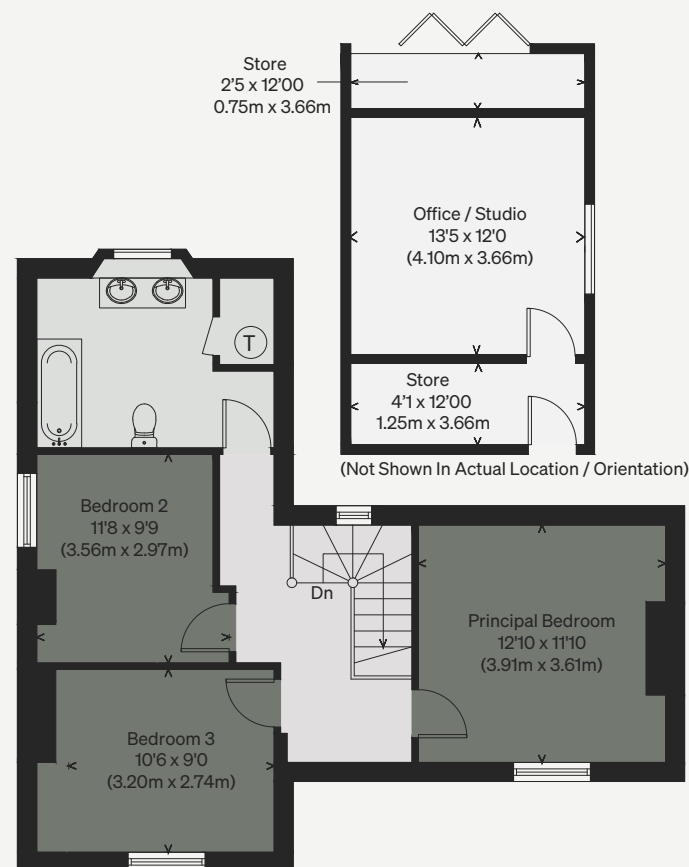 Store
2'5 x 12'00
0.75m x 3.66m
Office / Studio
13'5 x 12'0
(4.10m x 3.66m)
T
Store
4'1 x 12'00
1.25m x 3.66m
(Not Shown In Actual Location / Orientation)
Bedroom 2
11'8 x 9'9
(3.56m x 2.97m)
Dn
Principal Bedroom
12'10 x 11'10
(3.91m x 3.61m)
Bedroom 3
10'6 x 9'0
(3.20m x 2.74m)